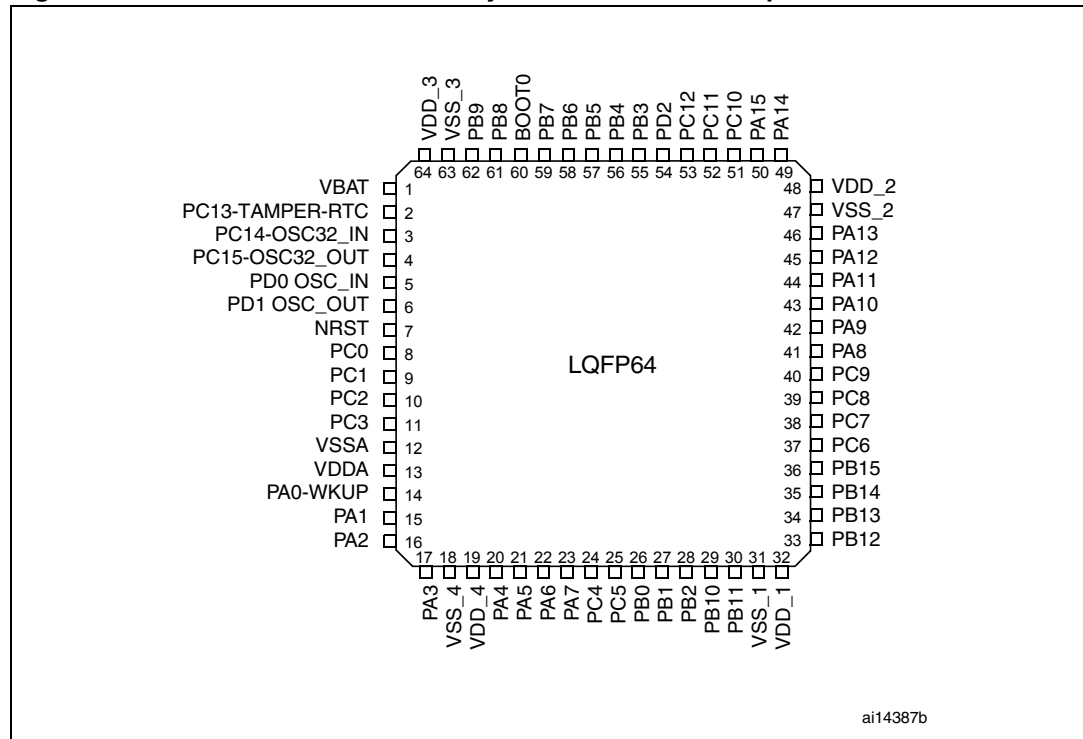 VDD_3
VSS_3
PB9
PB8
BOOT0
PB7
PB6
PB5
PB4
PB3
PD2
PC12
PC11
PC10
PA15
PA14
64 63 62 61 60 59 58 57 56 55 54 53 52 51 50 49
VBAT 1
PC13-TAMPER-RTC 2
PC14-OSC32_IN 3
PC15-OSC32_OUT 4
PD0 OSC_IN 5
PD1 OSC_OUT 6
NRST 7
PC0 8
PC1 9
PC2 10
PC3 11
VSSA 12
VDDA 13
PA0-WKUP 14
PA1 15
PA2 16
LQFP64
48 VDD_2
47 VSS_2
46 PA13
45 PA12
44 PA11
43 PA10
42 PA9
41 PA8
40 PC9
39 PC8
38 PC7
37 PC6
36 PB15
35 PB14
34 PB13
33 PB12
17 18 19 20 21 22 23 24 25 26 27 28 29 30 31 32
PA3
VSS_4
VDD_4
PA4
PA5
PA6
PA7
PC4
PC5
PB0
PB1
PB2
PB10
PB11
VSS_1
VDD_1
ai14387b